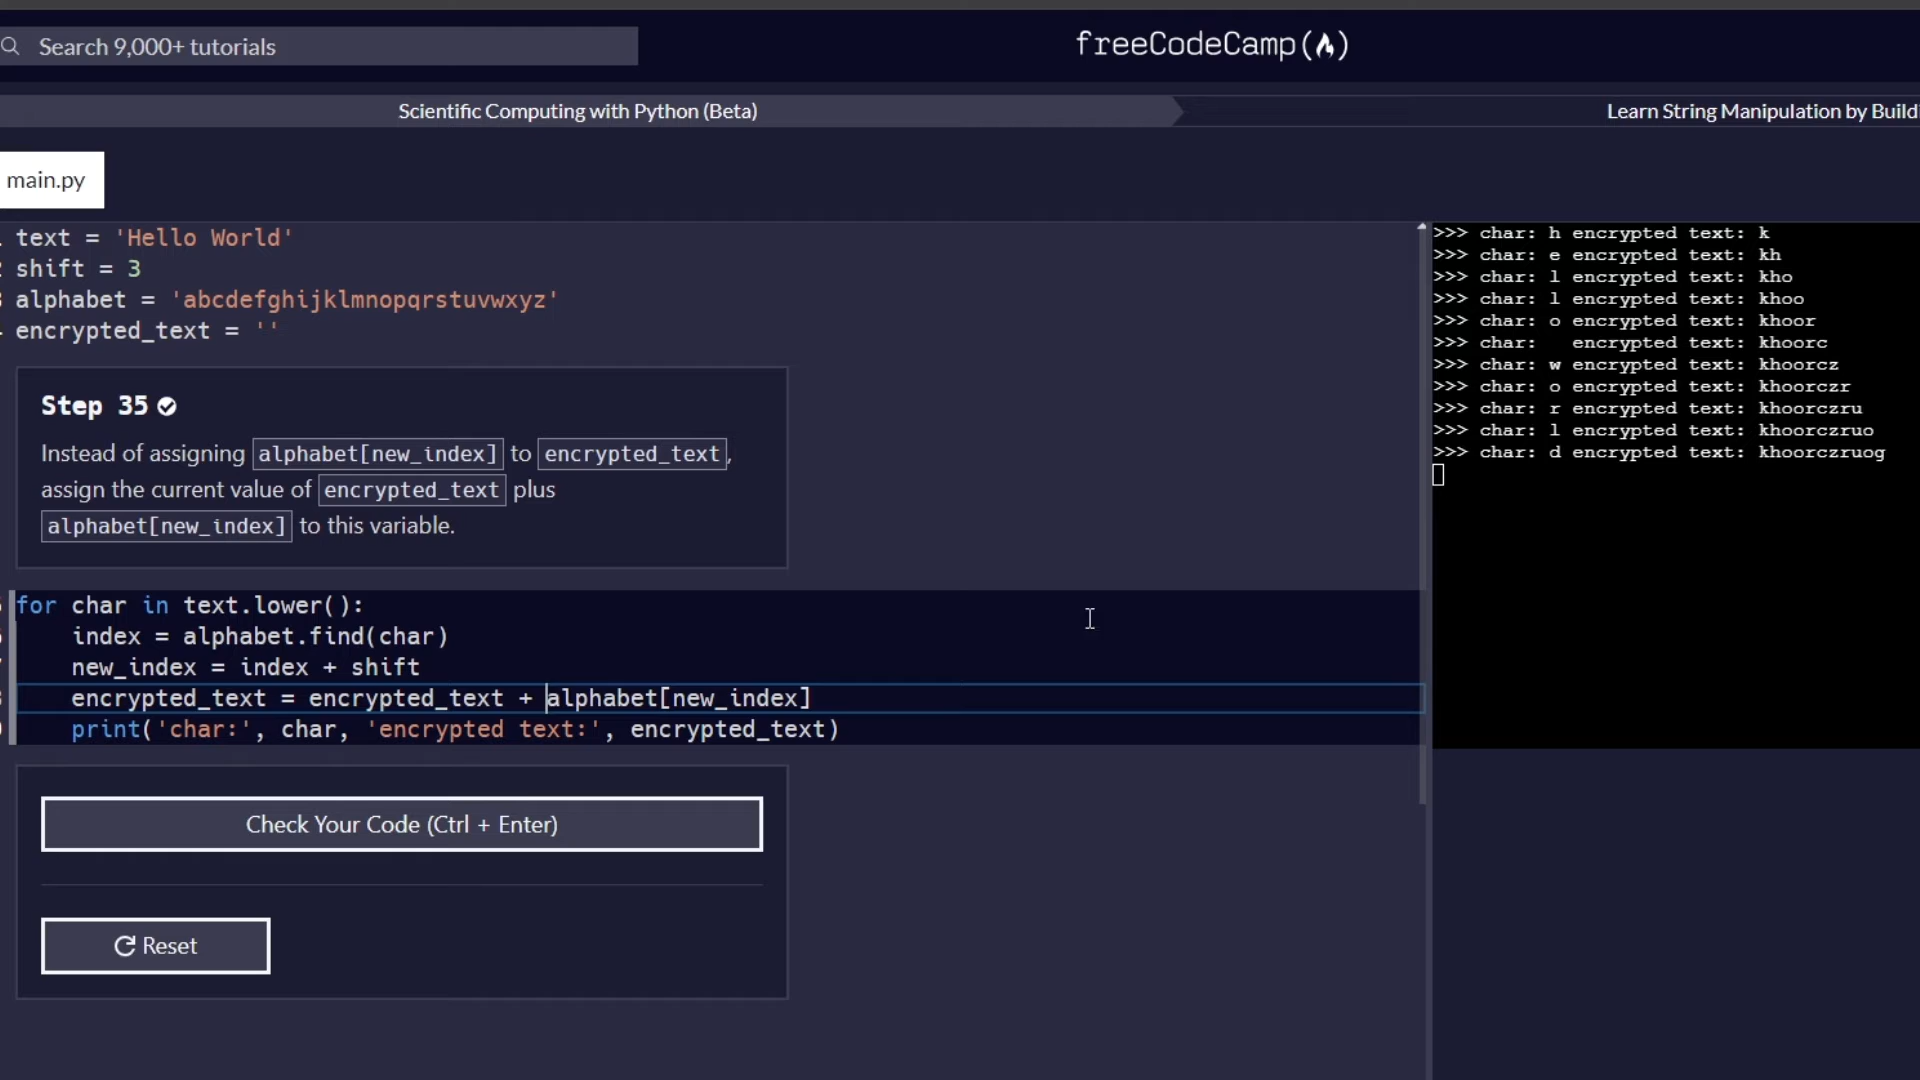 Search 9,000+ tutorials
freeCodeCamp(🔥)
Scientific Computing with Python (Beta)
Learn String Manipulation by Build
main.py
text = 'Hello World'
shift = 3
alphabet = 'abcdefghijklmnopqrstuvwxyz'
encrypted_text = ''
Step 35
Instead of assigning alphabet[new_index] to encrypted_text,
assign the current value of encrypted_text plus
alphabet[new_index] to this variable.
for char in text.lower():
    index = alphabet.find(char)
    new_index = index + shift
    encrypted_text = encrypted_text + alphabet[new_index]
    print('char:', char, 'encrypted text:', encrypted_text)
Check Your Code (Ctrl + Enter)
Reset
>>> char: h encrypted text: k
>>> char: e encrypted text: kh
>>> char: l encrypted text: kho
>>> char: l encrypted text: khoo
>>> char: o encrypted text: khoor
>>> char:   encrypted text: khoorc
>>> char: w encrypted text: khoorcz
>>> char: o encrypted text: khoorczr
>>> char: r encrypted text: khoorczru
>>> char: l encrypted text: khoorczruo
>>> char: d encrypted text: khoorczruog